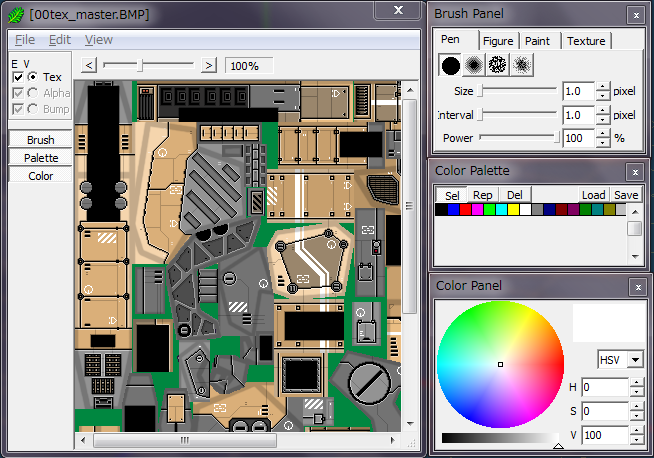 [00tex_master.BMP] x
File Edit View
E V
Tex
Alpha
Bump
Brush
Palette
Color
< > 100%
Brush Panel x
Pen Figure Paint Texture
Size 1.0 pixel
Interval 1.0 pixel
Power 100 %
Color Palette x
Sel Rep Del Load Save
Color Panel x
HSV
H 0
S 0
V 100